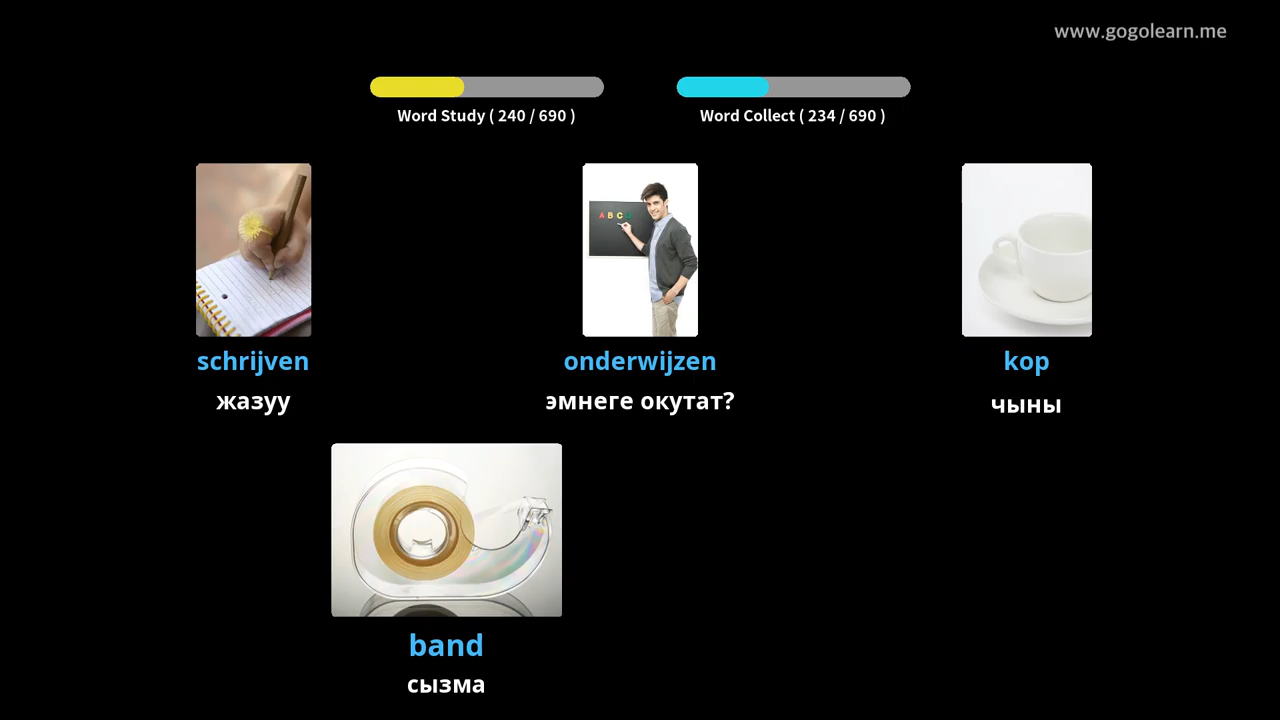 www.gogolearn.me
Word Study ( 240 / 690 )
Word Collect ( 234 / 690 )
A B C D
schrijven
onderwijzen
kop
жазуу
эмнеге окутат?
чыны
band
сызма